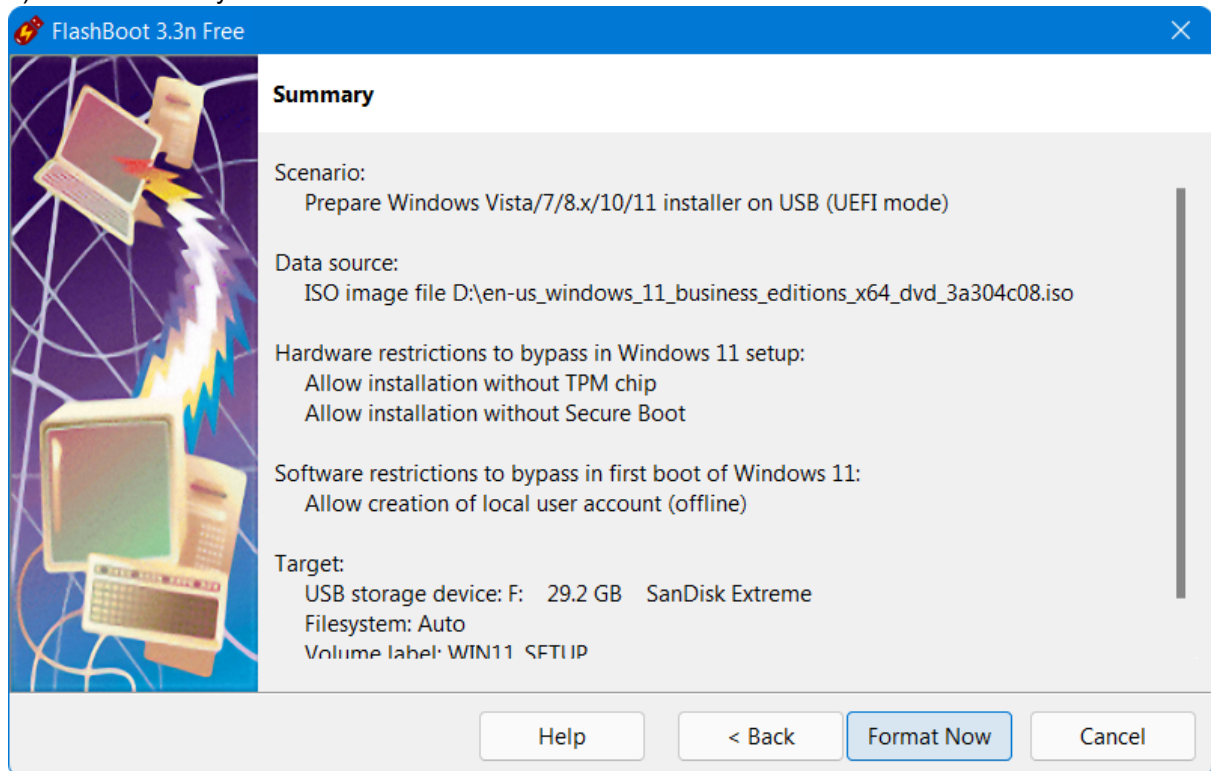 FlashBoot 3.3n Free
Summary
Scenario:
Prepare Windows Vista/7/8.x/10/11 installer on USB (UEFI mode)
Data source:
ISO image file D:\en-us_windows_11_business_editions_x64_dvd_3a304c08.iso
Hardware restrictions to bypass in Windows 11 setup:
Allow installation without TPM chip
Allow installation without Secure Boot
Software restrictions to bypass in first boot of Windows 11:
Allow creation of local user account (offline)
Target:
USB storage device: F: 29.2 GB SanDisk Extreme
Filesystem: Auto
Volume label: WIN11_SETUP
Help < Back Format Now Cancel